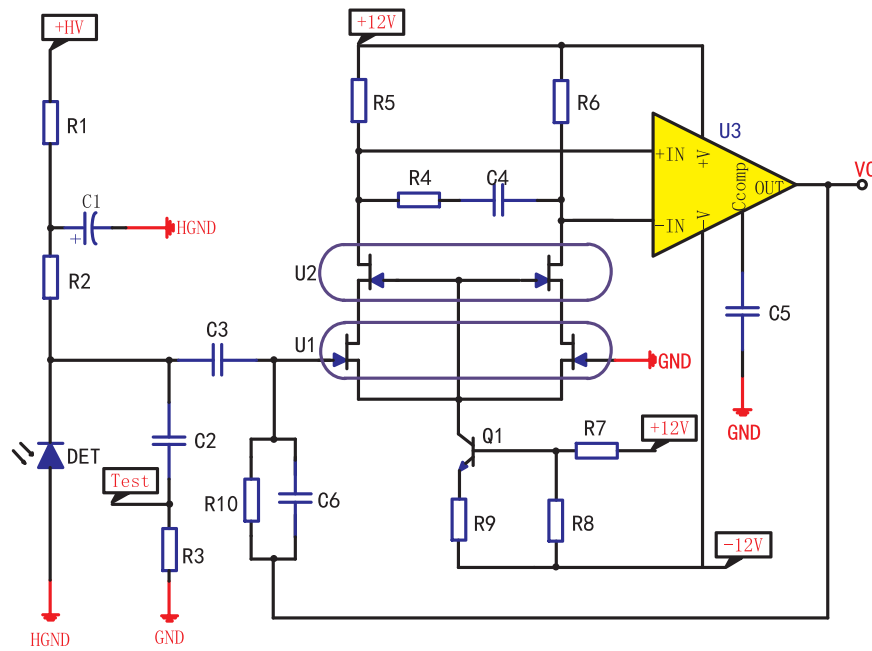 +HV
R1
C1
+
HGND
R2
C3
C2
DET
Test
R3
HGND
GND
R10
C6
+12V
R5
R6
R4
C4
U2
U1
GND
Q1
R7
+12V
R9
R8
-12V
U3
+IN
-IN
+V
-V
Ccomp
OUT
C5
GND